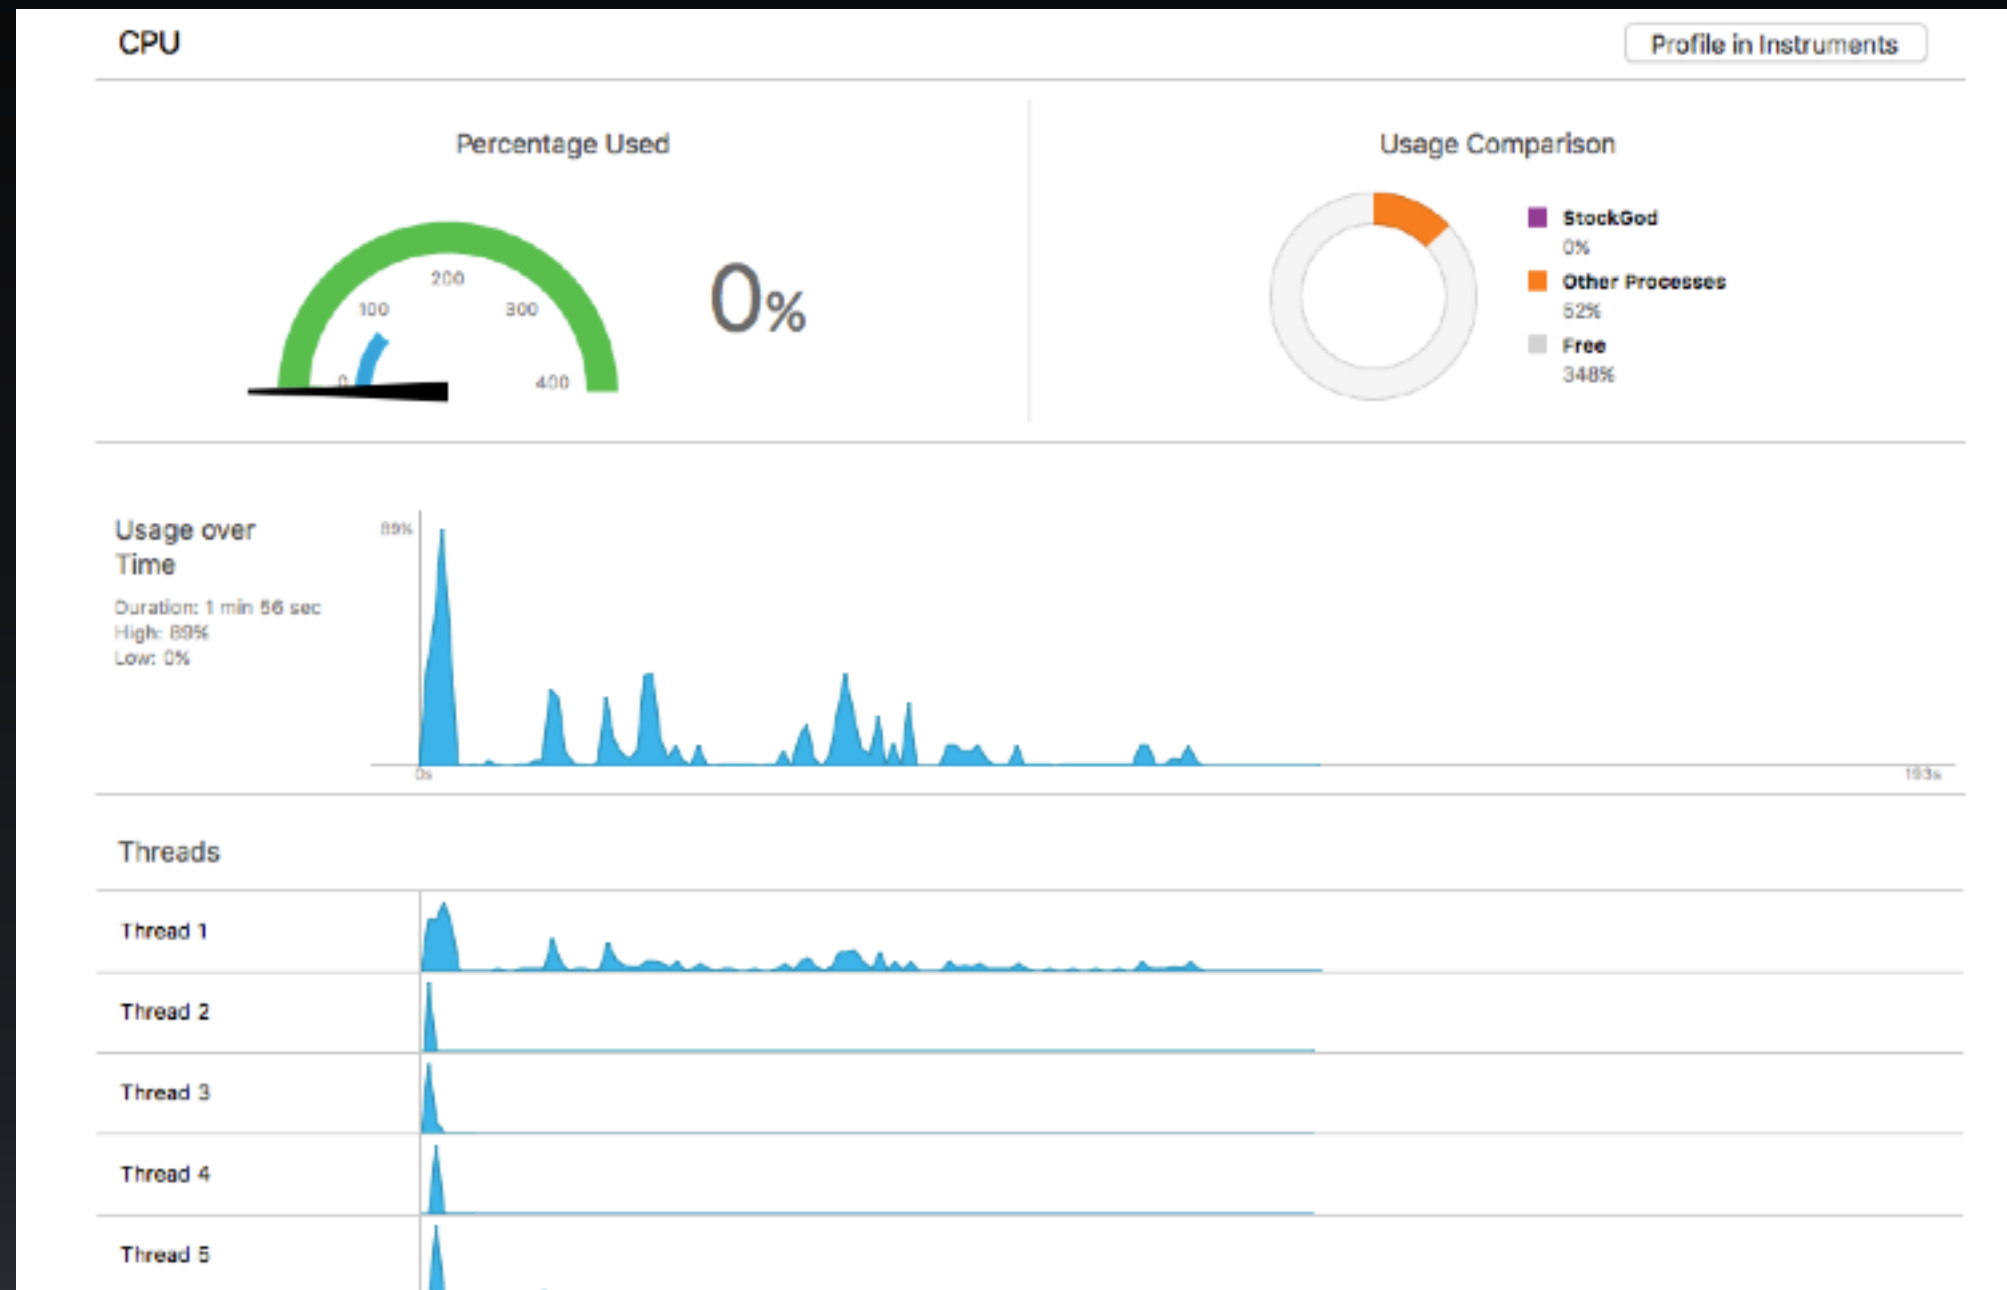 CPU
Profile in Instruments
Percentage Used
Usage Comparison
0
100
200
300
400
0%
StockGod
0%
Other Processes
52%
Free
348%
Usage over
Time
Duration: 1 min 56 sec
High: 89%
Low: 0%
89%
0s
193s
Threads
Thread 1
Thread 2
Thread 3
Thread 4
Thread 5